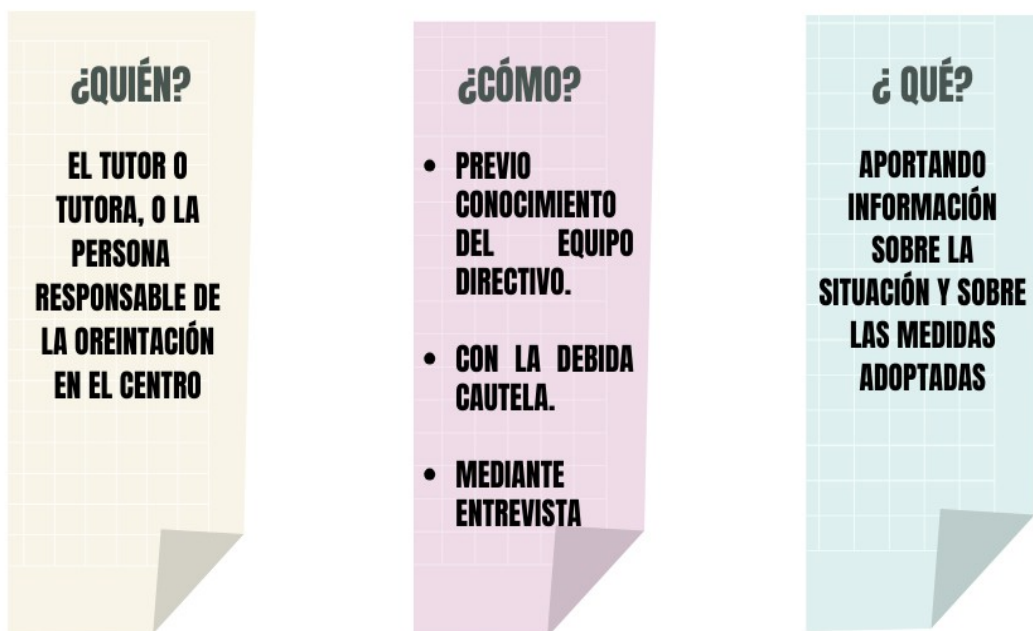 ¿QUIÉN?
EL TUTOR O
TUTORA, O LA
PERSONA
RESPONSABLE DE
LA OREINTACIÓN
EN EL CENTRO
¿CÓMO?
• PREVIO
CONOCIMIENTO
DEL EQUIPO
DIRECTIVO.
• CON LA DEBIDA
CAUTELA.
• MEDIANTE
ENTREVISTA
¿ QUÉ?
APORTANDO
INFORMACIÓN
SOBRE LA
SITUACIÓN Y SOBRE
LAS MEDIDAS
ADOPTADAS